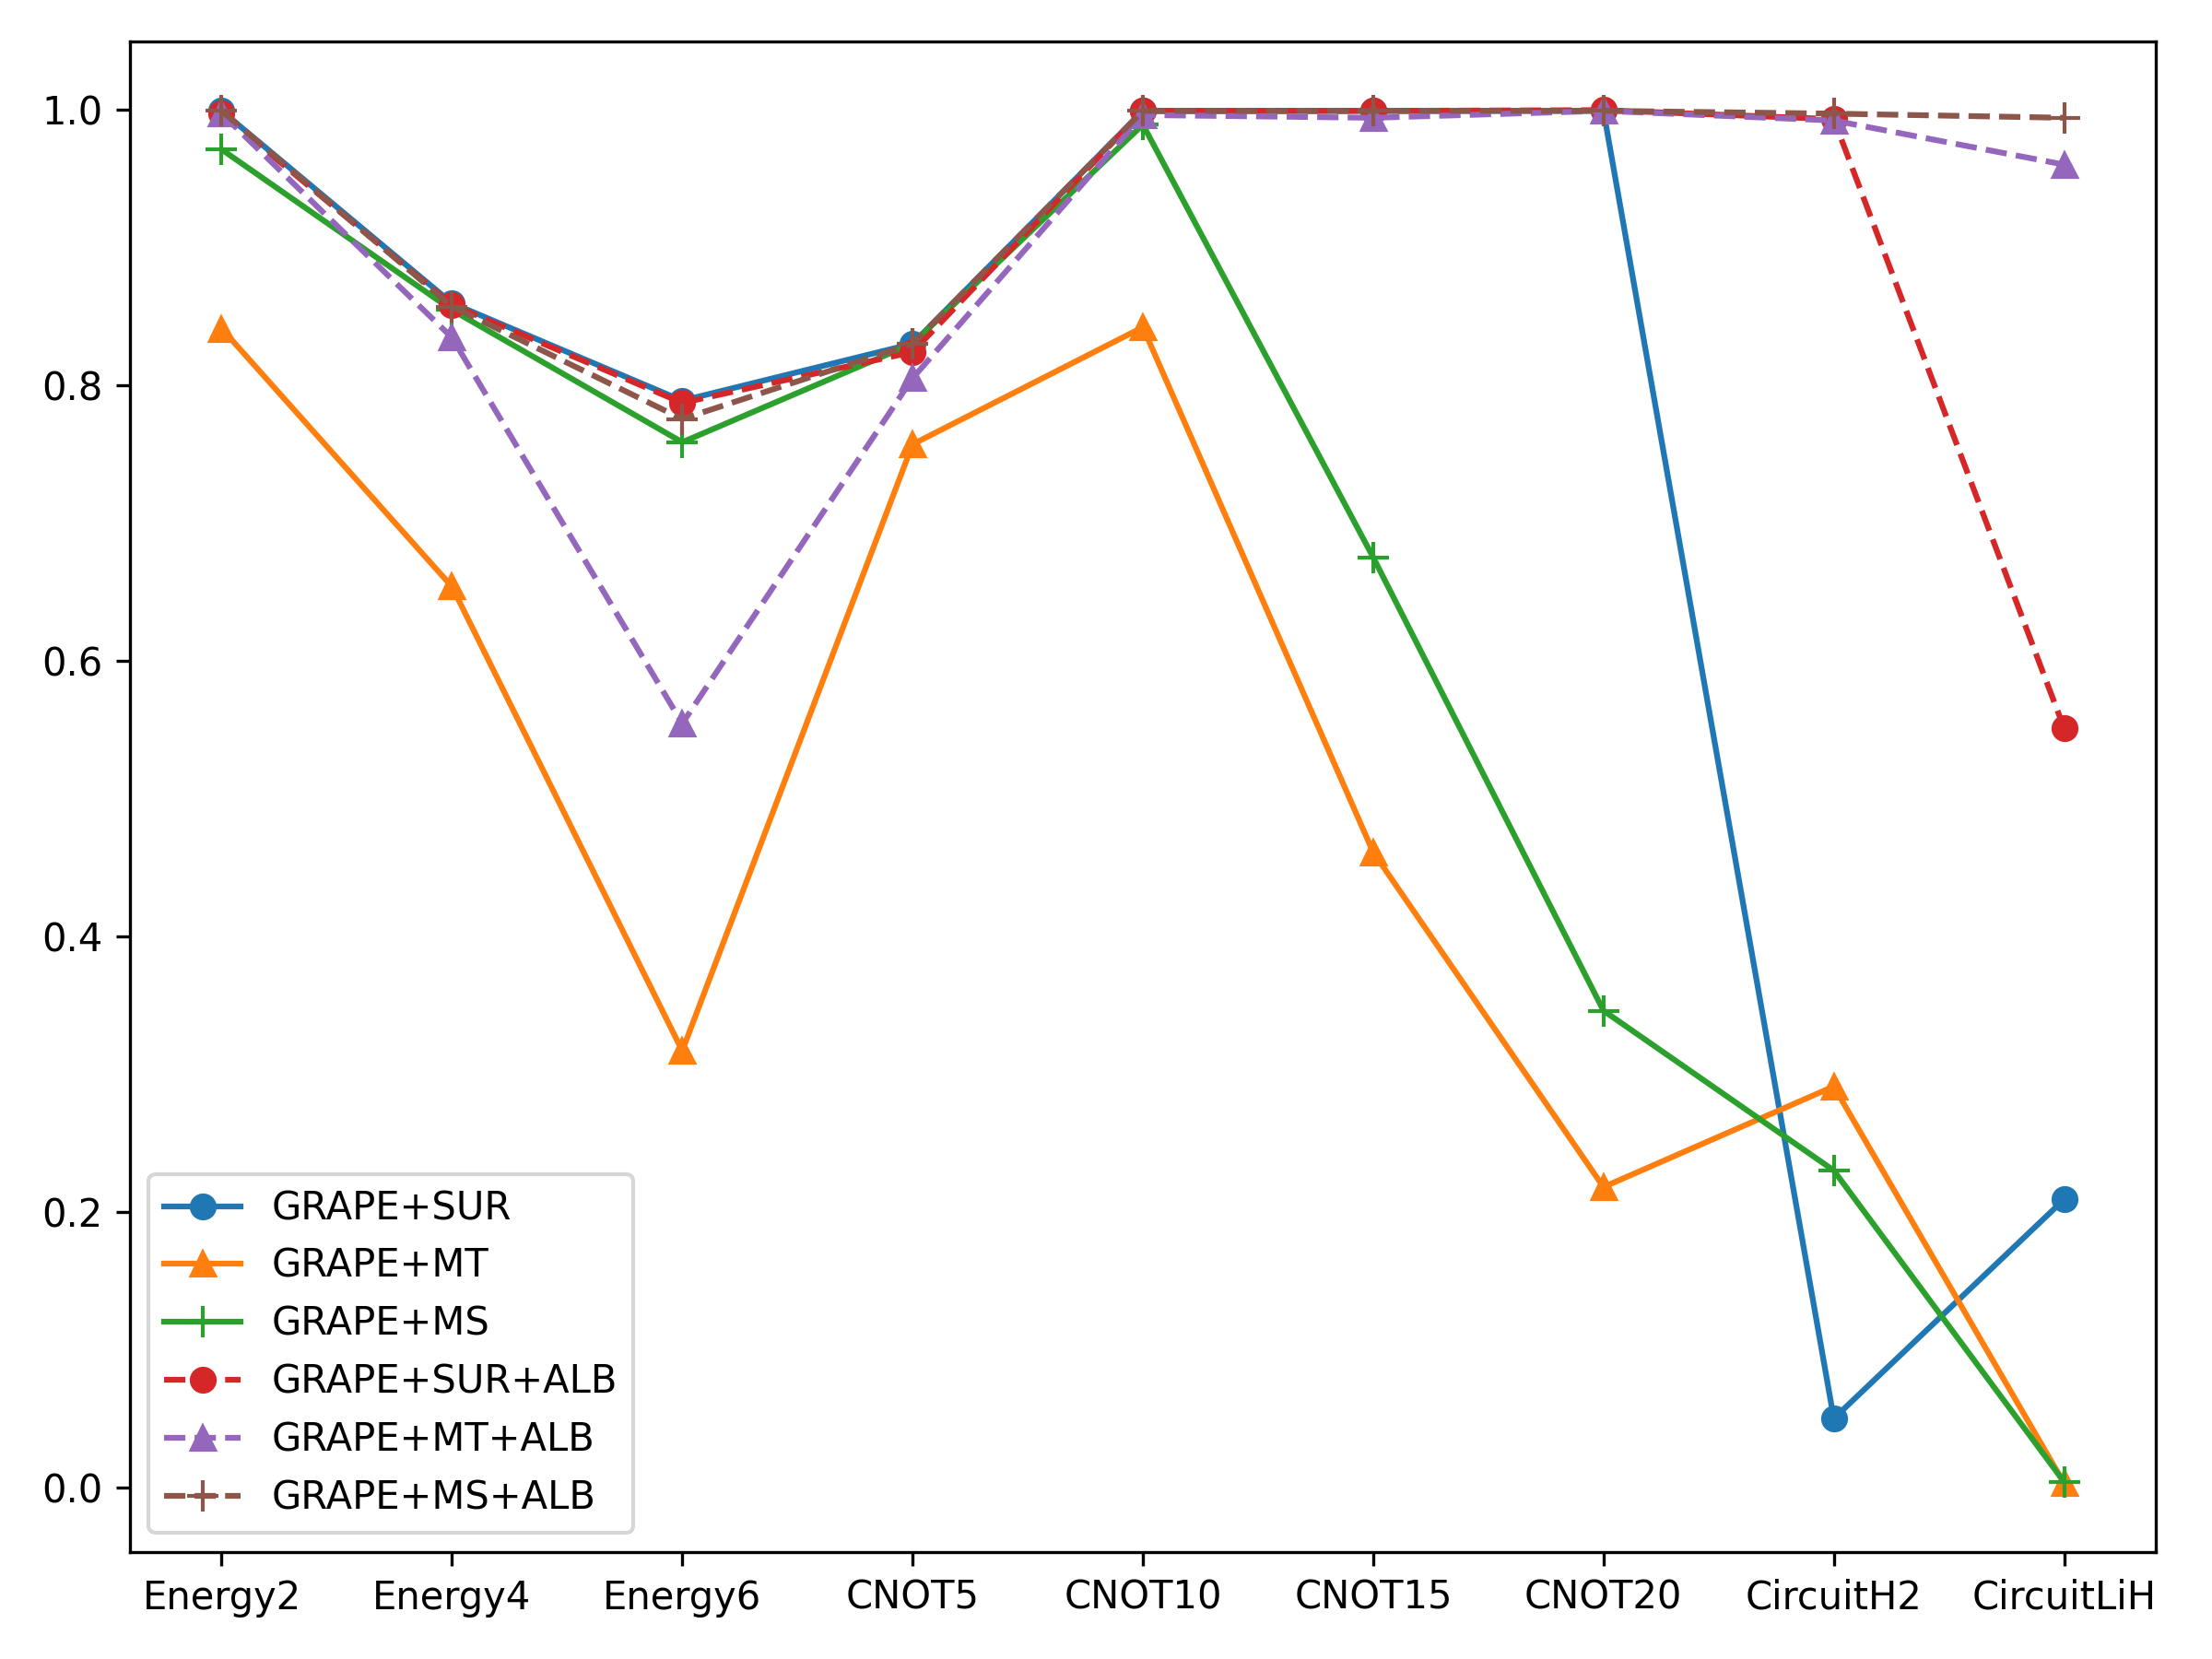 1.0
0.8
0.6
0.4
0.2
0.0
GRAPE+SUR
GRAPE+MT
GRAPE+MS
GRAPE+SUR+ALB
GRAPE+MT+ALB
GRAPE+MS+ALB
Energy2 Energy4 Energy6 CNOT5 CNOT10 CNOT15 CNOT20 CircuitH2 CircuitLiH